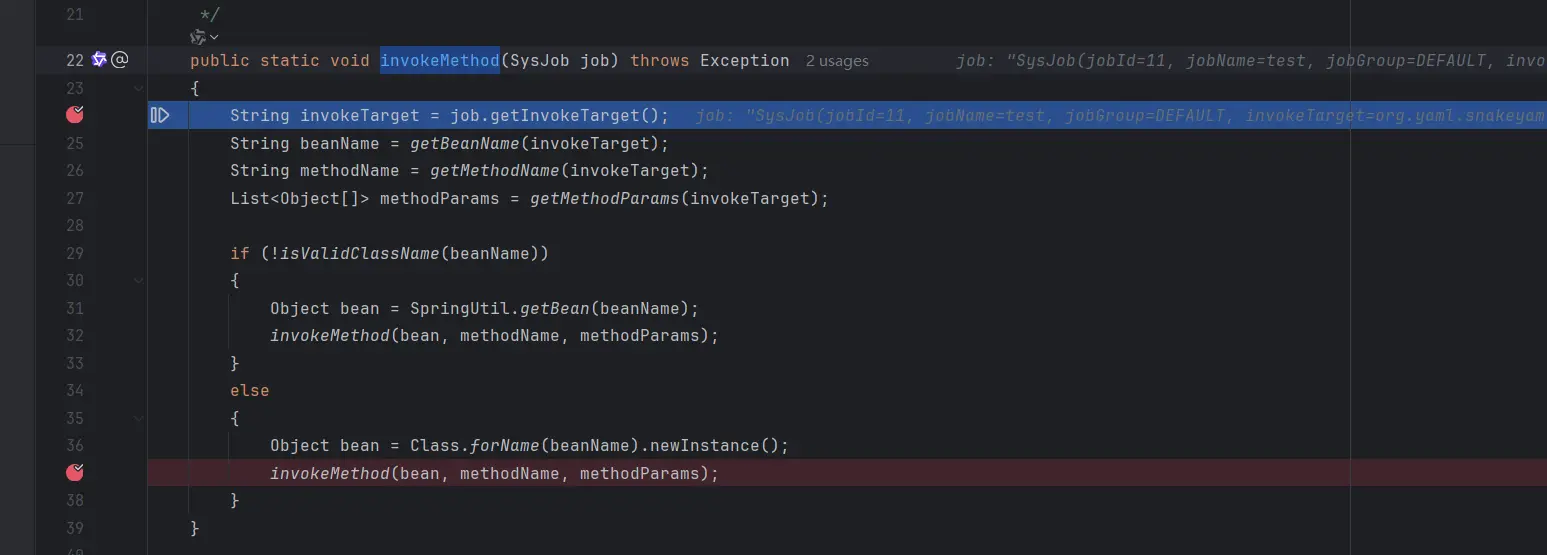 21 */
22 public static void invokeMethod(SysJob job) throws Exception 2 usages job: "SysJob(jobId=11, jobName=test, jobGroup=DEFAULT, invo
23 {
String invokeTarget = job.getInvokeTarget(); job: "SysJob(jobId=11, jobName=test, jobGroup=DEFAULT, invokeTarget=org.yaml.snakeyam
25 String beanName = getBeanName(invokeTarget);
26 String methodName = getMethodName(invokeTarget);
27 List<Object[]> methodParams = getMethodParams(invokeTarget);
28
29 if (!isValidClassName(beanName))
30 {
31 Object bean = SpringUtil.getBean(beanName);
32 invokeMethod(bean, methodName, methodParams);
33 }
34 else
35 {
36 Object bean = Class.forName(beanName).newInstance();
invokeMethod(bean, methodName, methodParams);
38 }
39 }